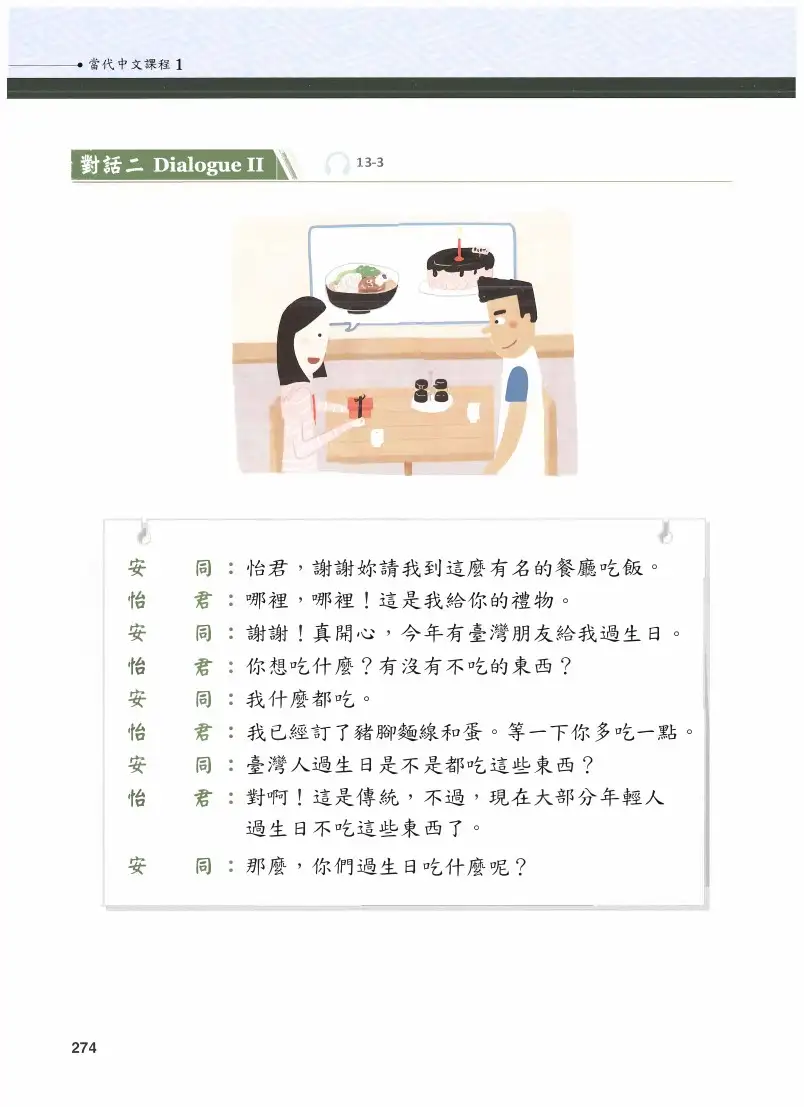 當代中文課程 1
對話二 Dialogue II
13-3
安同：怡君，謝謝妳請我到這麼有名的餐廳吃飯。
怡君：哪裡，哪裡！這是我給你的禮物。
安同：謝謝！真開心，今年有臺灣朋友給我過生日。
怡君：你想吃什麼？有沒有不吃的東西？
安同：我什麼都吃。
怡君：我已經訂了豬腳麵線和蛋。等一下你多吃一點。
安同：臺灣人過生日是不是都吃這些東西？
怡君：對啊！這是傳統，不過，現在大部分年輕人
過生日不吃這些東西了。
安同：那麼，你們過生日吃什麼呢？
274